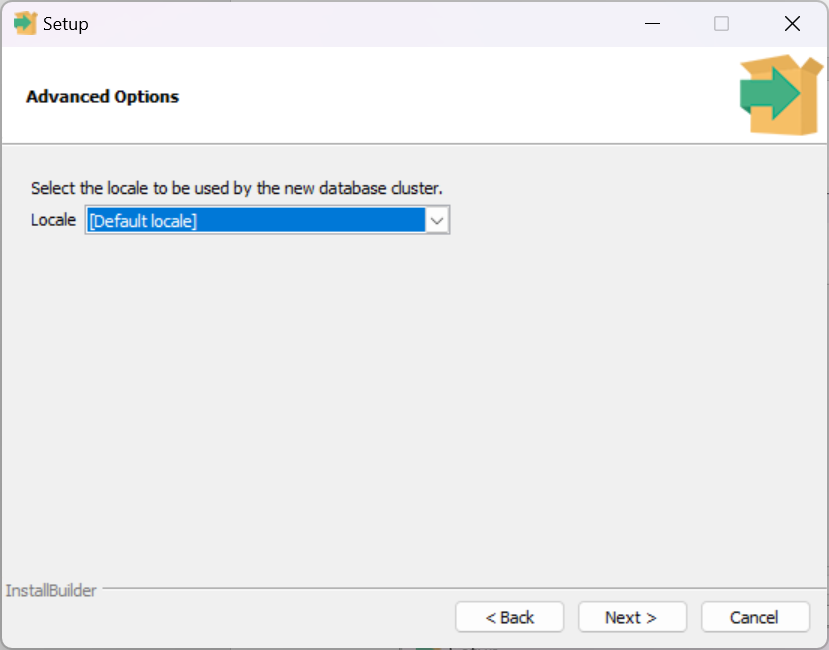 Setup
Advanced Options
Select the locale to be used by the new database cluster.
Locale [Default locale]
InstallBuilder
< Back Next > Cancel